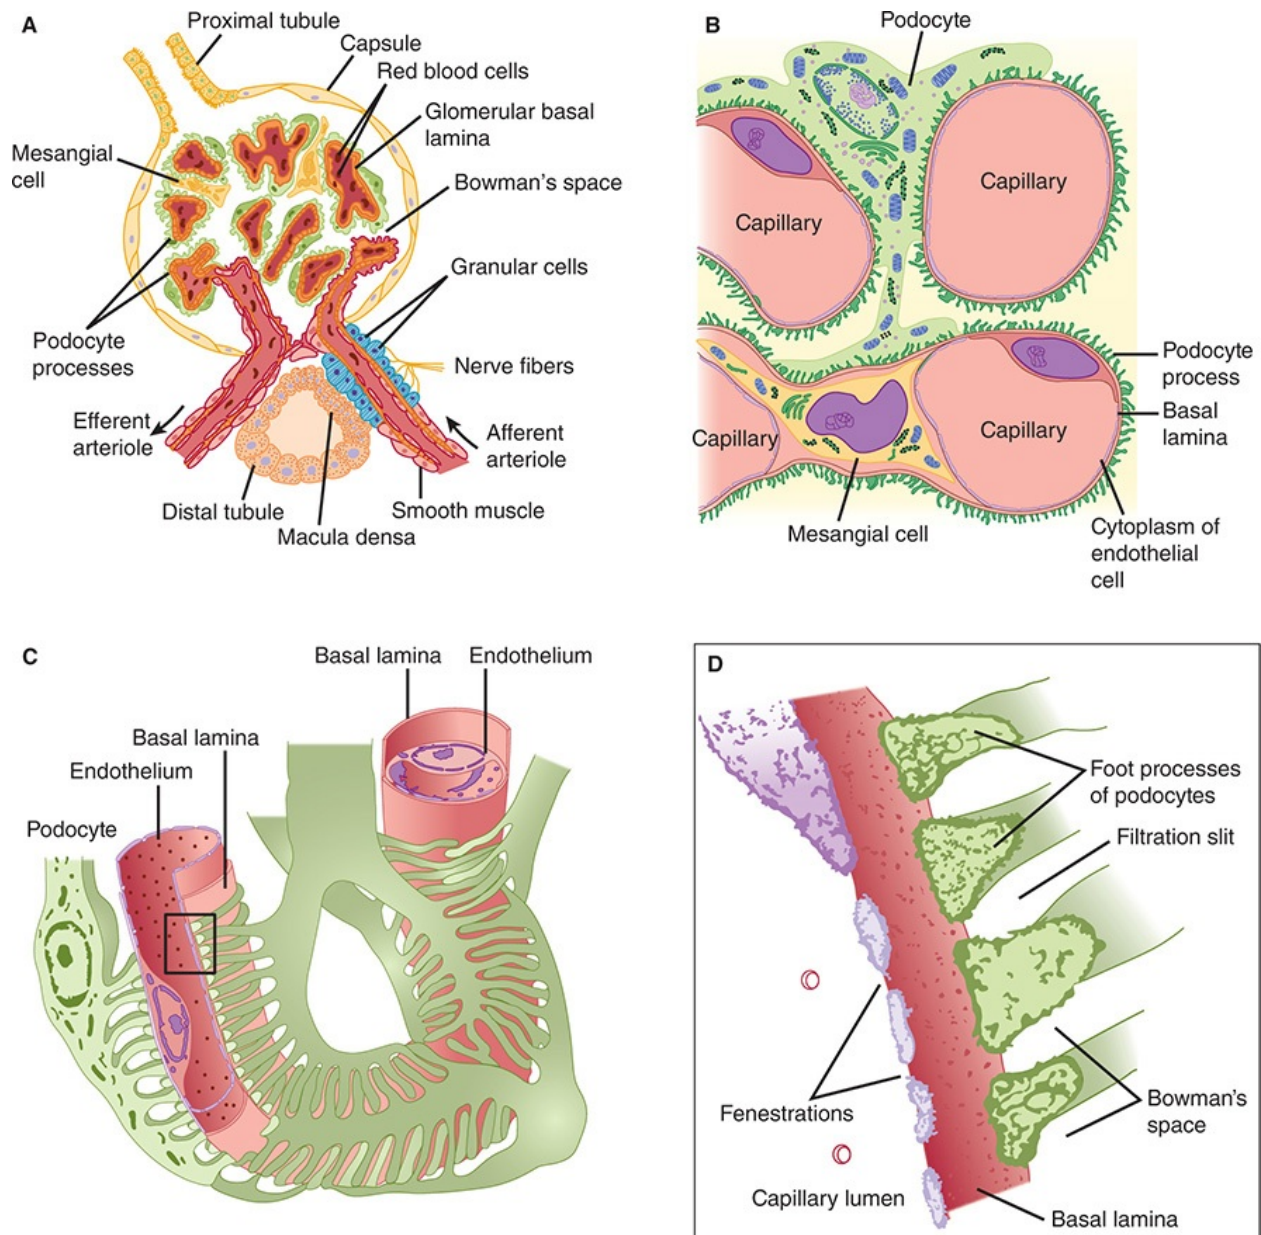 A
Proximal tubule
Capsule
Red blood cells
Glomerular basal
lamina
Mesangial
cell
Bowman's space
Granular cells
Podocyte
processes
Nerve fibers
Efferent
arteriole
Afferent
arteriole
Distal tubule
Smooth muscle
Macula densa
B
Podocyte
Capillary
Capillary
Podocyte
process
Basal
lamina
Capillary
Capillary
Mesangial cell
Cytoplasm of
endothelial
cell
C
Basal lamina
Endothelium
Basal lamina
Endothelium
Podocyte
D
Foot processes
of podocytes
Filtration slit
Fenestrations
Bowman's
space
Capillary lumen
Basal lamina